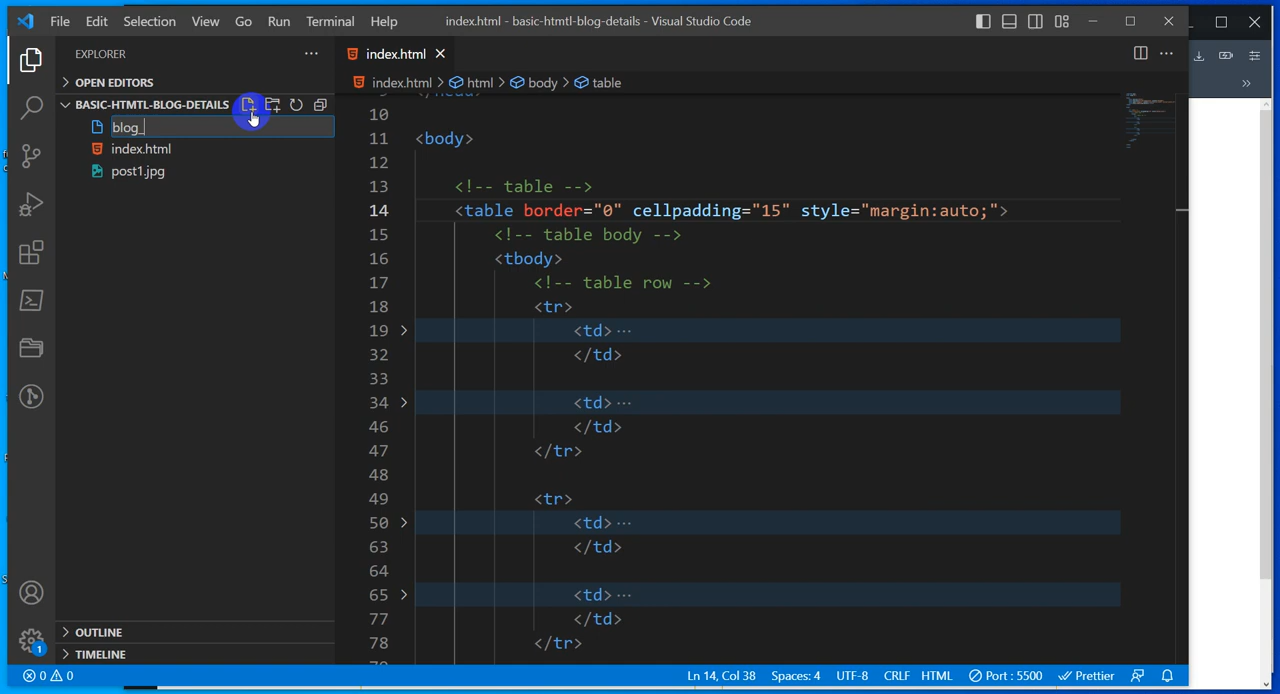 File Edit Selection View Go Run Terminal Help index.html - basic-htmtl-blog-details - Visual Studio Code
EXPLORER
index.html
OPEN EDITORS
index.html > html > body > table
BASIC-HTMTL-BLOG-DETAILS
blog_
index.html
post1.jpg
10
11 <body>
12
13 <!-- table -->
14 <table border="0" cellpadding="15" style="margin:auto;">
15 <!-- table body -->
16 <tbody>
17 <!-- table row -->
18 <tr>
19 <td>...
32 </td>
33
34 <td>...
46 </td>
47 </tr>
48
49 <tr>
50 <td>...
63 </td>
64
65 <td>...
77 </td>
78 </tr>
OUTLINE
TIMELINE
1
0 0 Ln 14, Col 38 Spaces: 4 UTF-8 CRLF HTML Port : 5500 Prettier